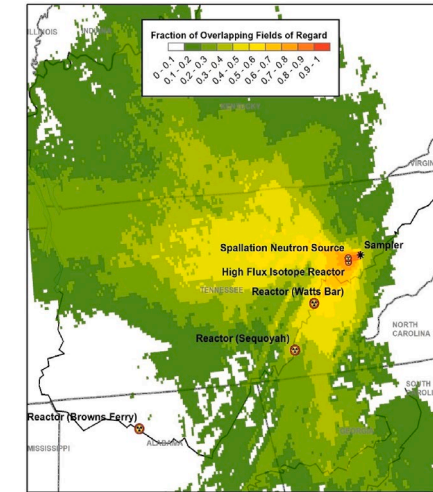 ILLINOIS
INDIANA
Fraction of Overlapping Fields of Regard
0 - 0.1
0.1 - 0.2
0.2 - 0.3
0.3 - 0.4
0.4 - 0.5
0.5 - 0.6
0.6 - 0.7
0.7 - 0.8
0.8 - 0.9
0.9 - 1
KENTUCKY
VIRGIN
Spallation Neutron Source
Sampler
High Flux Isotope Reactor
TENNESSEE
Reactor (Watts Bar)
NORTH
CAROLINA
Reactor (Sequoyah)
SOUTH
Reactor (Browns Ferry)
ALABAMA
MISSISSIPPI